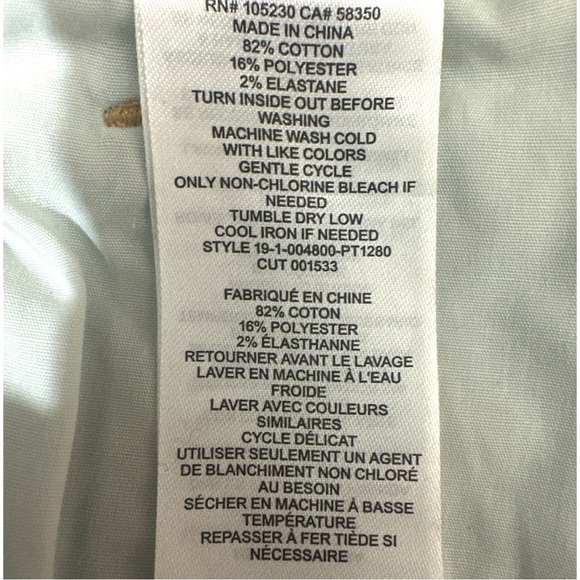 RN# 105230 CA# 58350
MADE IN CHINA
82% COTTON
16% POLYESTER
2% ELASTANE
TURN INSIDE OUT BEFORE
WASHING
MACHINE WASH COLD
WITH LIKE COLORS
GENTLE CYCLE
ONLY NON-CHLORINE BLEACH IF
NEEDED
TUMBLE DRY LOW
COOL IRON IF NEEDED
STYLE 19-1-004800-PT1280
CUT 001533
FABRIQUÉ EN CHINE
82% COTON
16% POLYESTER
2% ÉLASTHANNE
RETOURNER AVANT LE LAVAGE
LAVER EN MACHINE À L'EAU
FROIDE
LAVER AVEC COULEURS
SIMILAIRES
CYCLE DÉLICAT
UTILISER SEULEMENT UN AGENT
DE BLANCHIMENT NON CHLORÉ
AU BESOIN
SÉCHER EN MACHINE À BASSE
TEMPÉRATURE
REPASSER À FER TIÈDE SI
NÉCESSAIRE